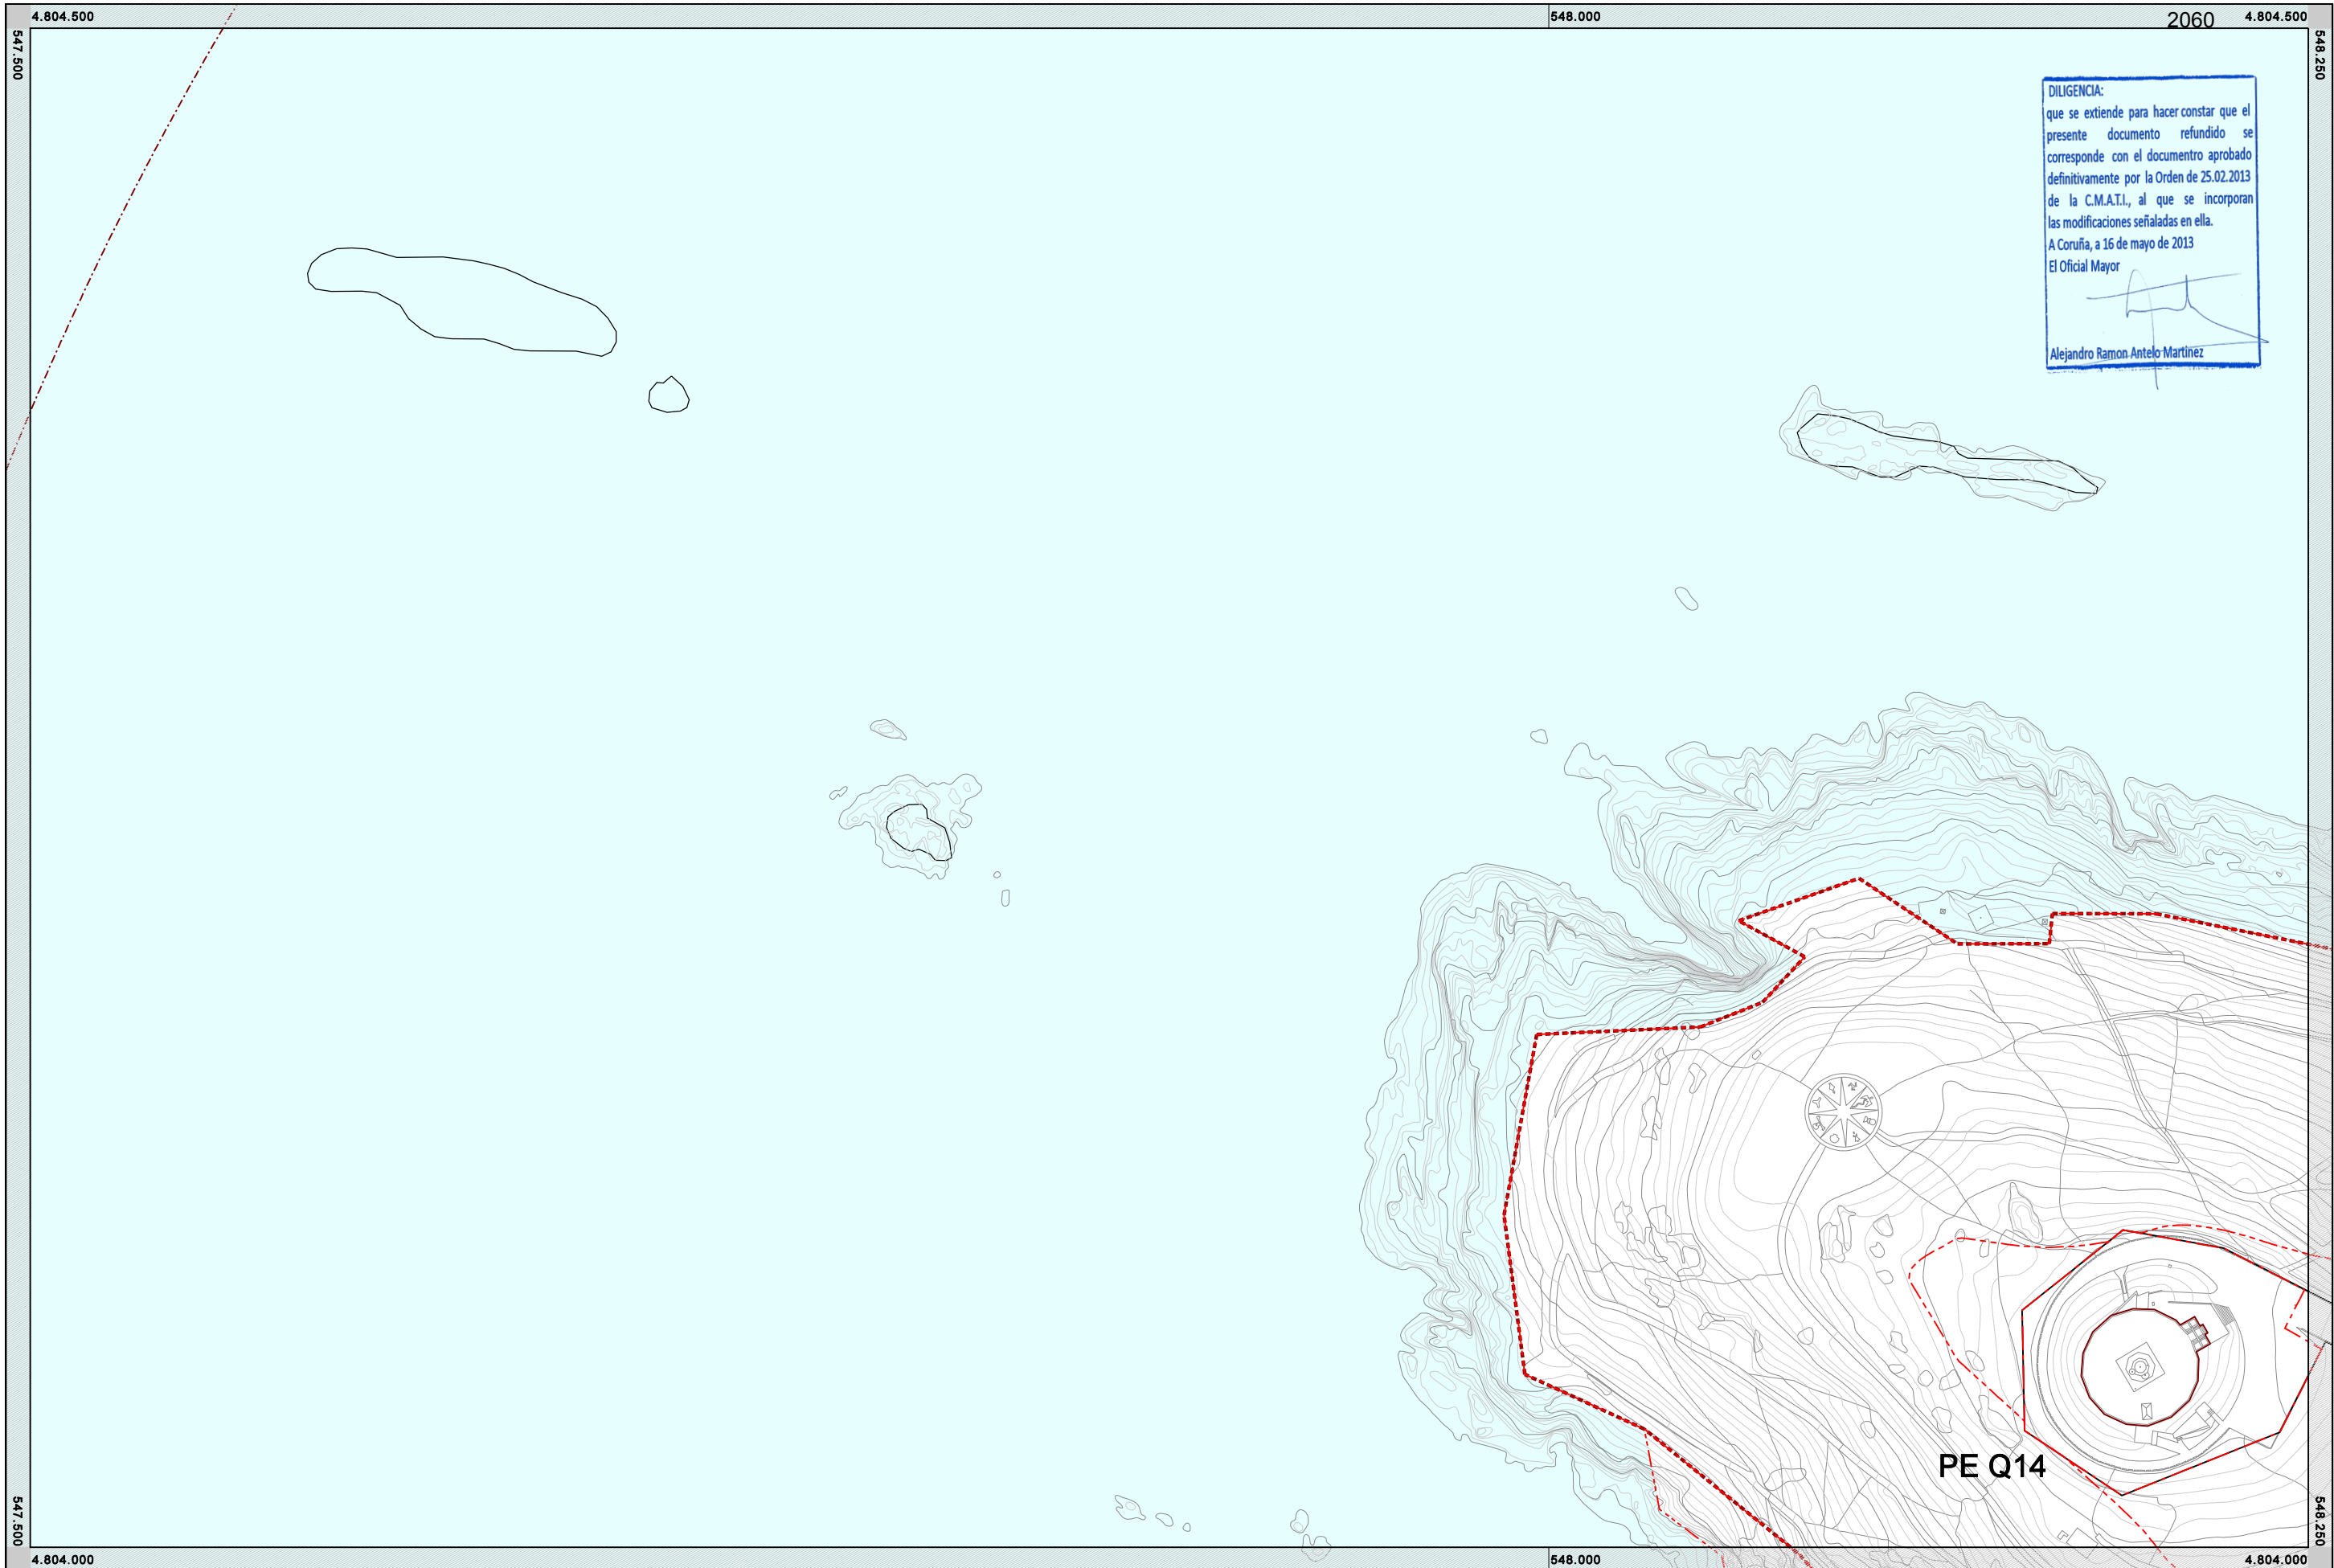 4.804.500
548.000
2060
4.804.500
547.500
548.250
DILIGENCIA:
que se extiende para hacer constar que el
presente documento refundido se
corresponde con el documentro aprobado
definitivamente por la Orden de 25.02.2013
de la C.M.A.T.I., al que se incorporan
las modificaciones señaladas en ella.
A Coruña, a 16 de mayo de 2013
El Oficial Mayor
Alejandro Ramon Antelo Martinez
PE Q14
547.500
548.250
4.804.000
548.000
4.804.000